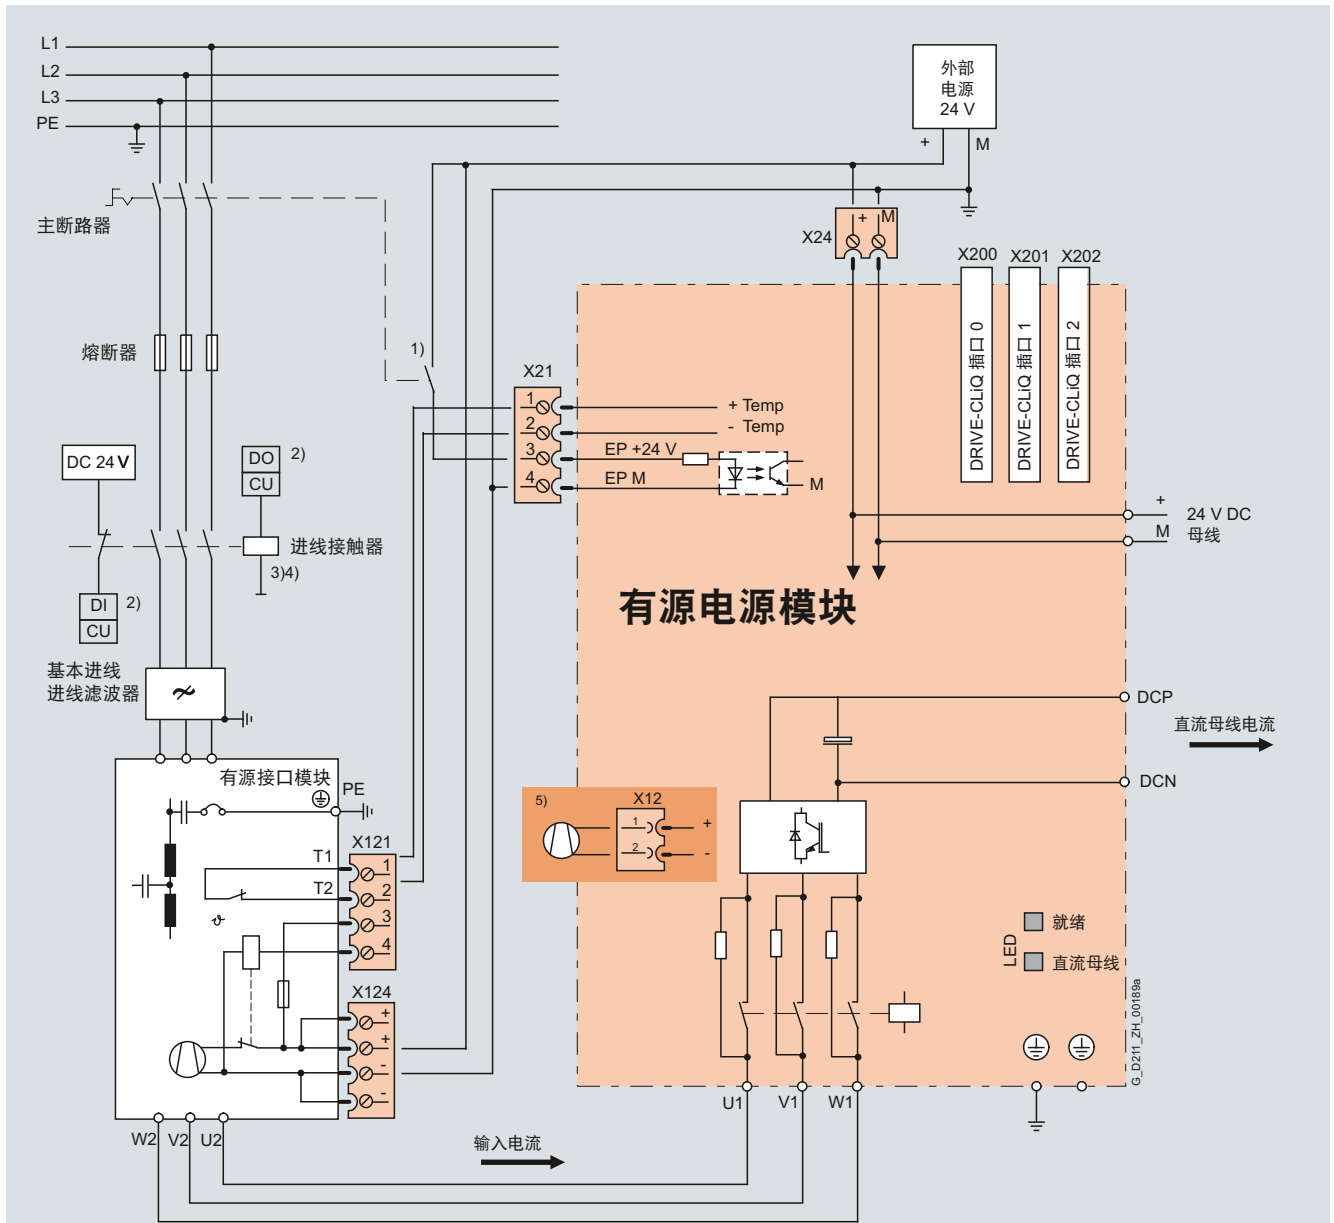 L1
L2
L3
PE
外部
电源
24 V
+
M
主断路器
X24
+
M
X200
X201
X202
DRIVE-CLiQ 插口 0
DRIVE-CLiQ 插口 1
DRIVE-CLiQ 插口 2
熔断器
1)
X21
1
2
3
4
+ Temp
- Temp
EP +24 V
EP M
M
DC 24 V
DO
CU
2)
进线接触器
3)4)
DI
CU
2)
+
M
24 V DC
母线
有源电源模块
基本进线
进线滤波器
DCP
直流母线电流
DCN
有源接口模块
PE
5)
X12
1
2
+
-
X121
T1
T2
1
2
3
4
X124
+
+
-
-
LED
就绪
直流母线
G_D211_ZH_00189a
U1
V1
W1
W2
V2
U2
输入电流